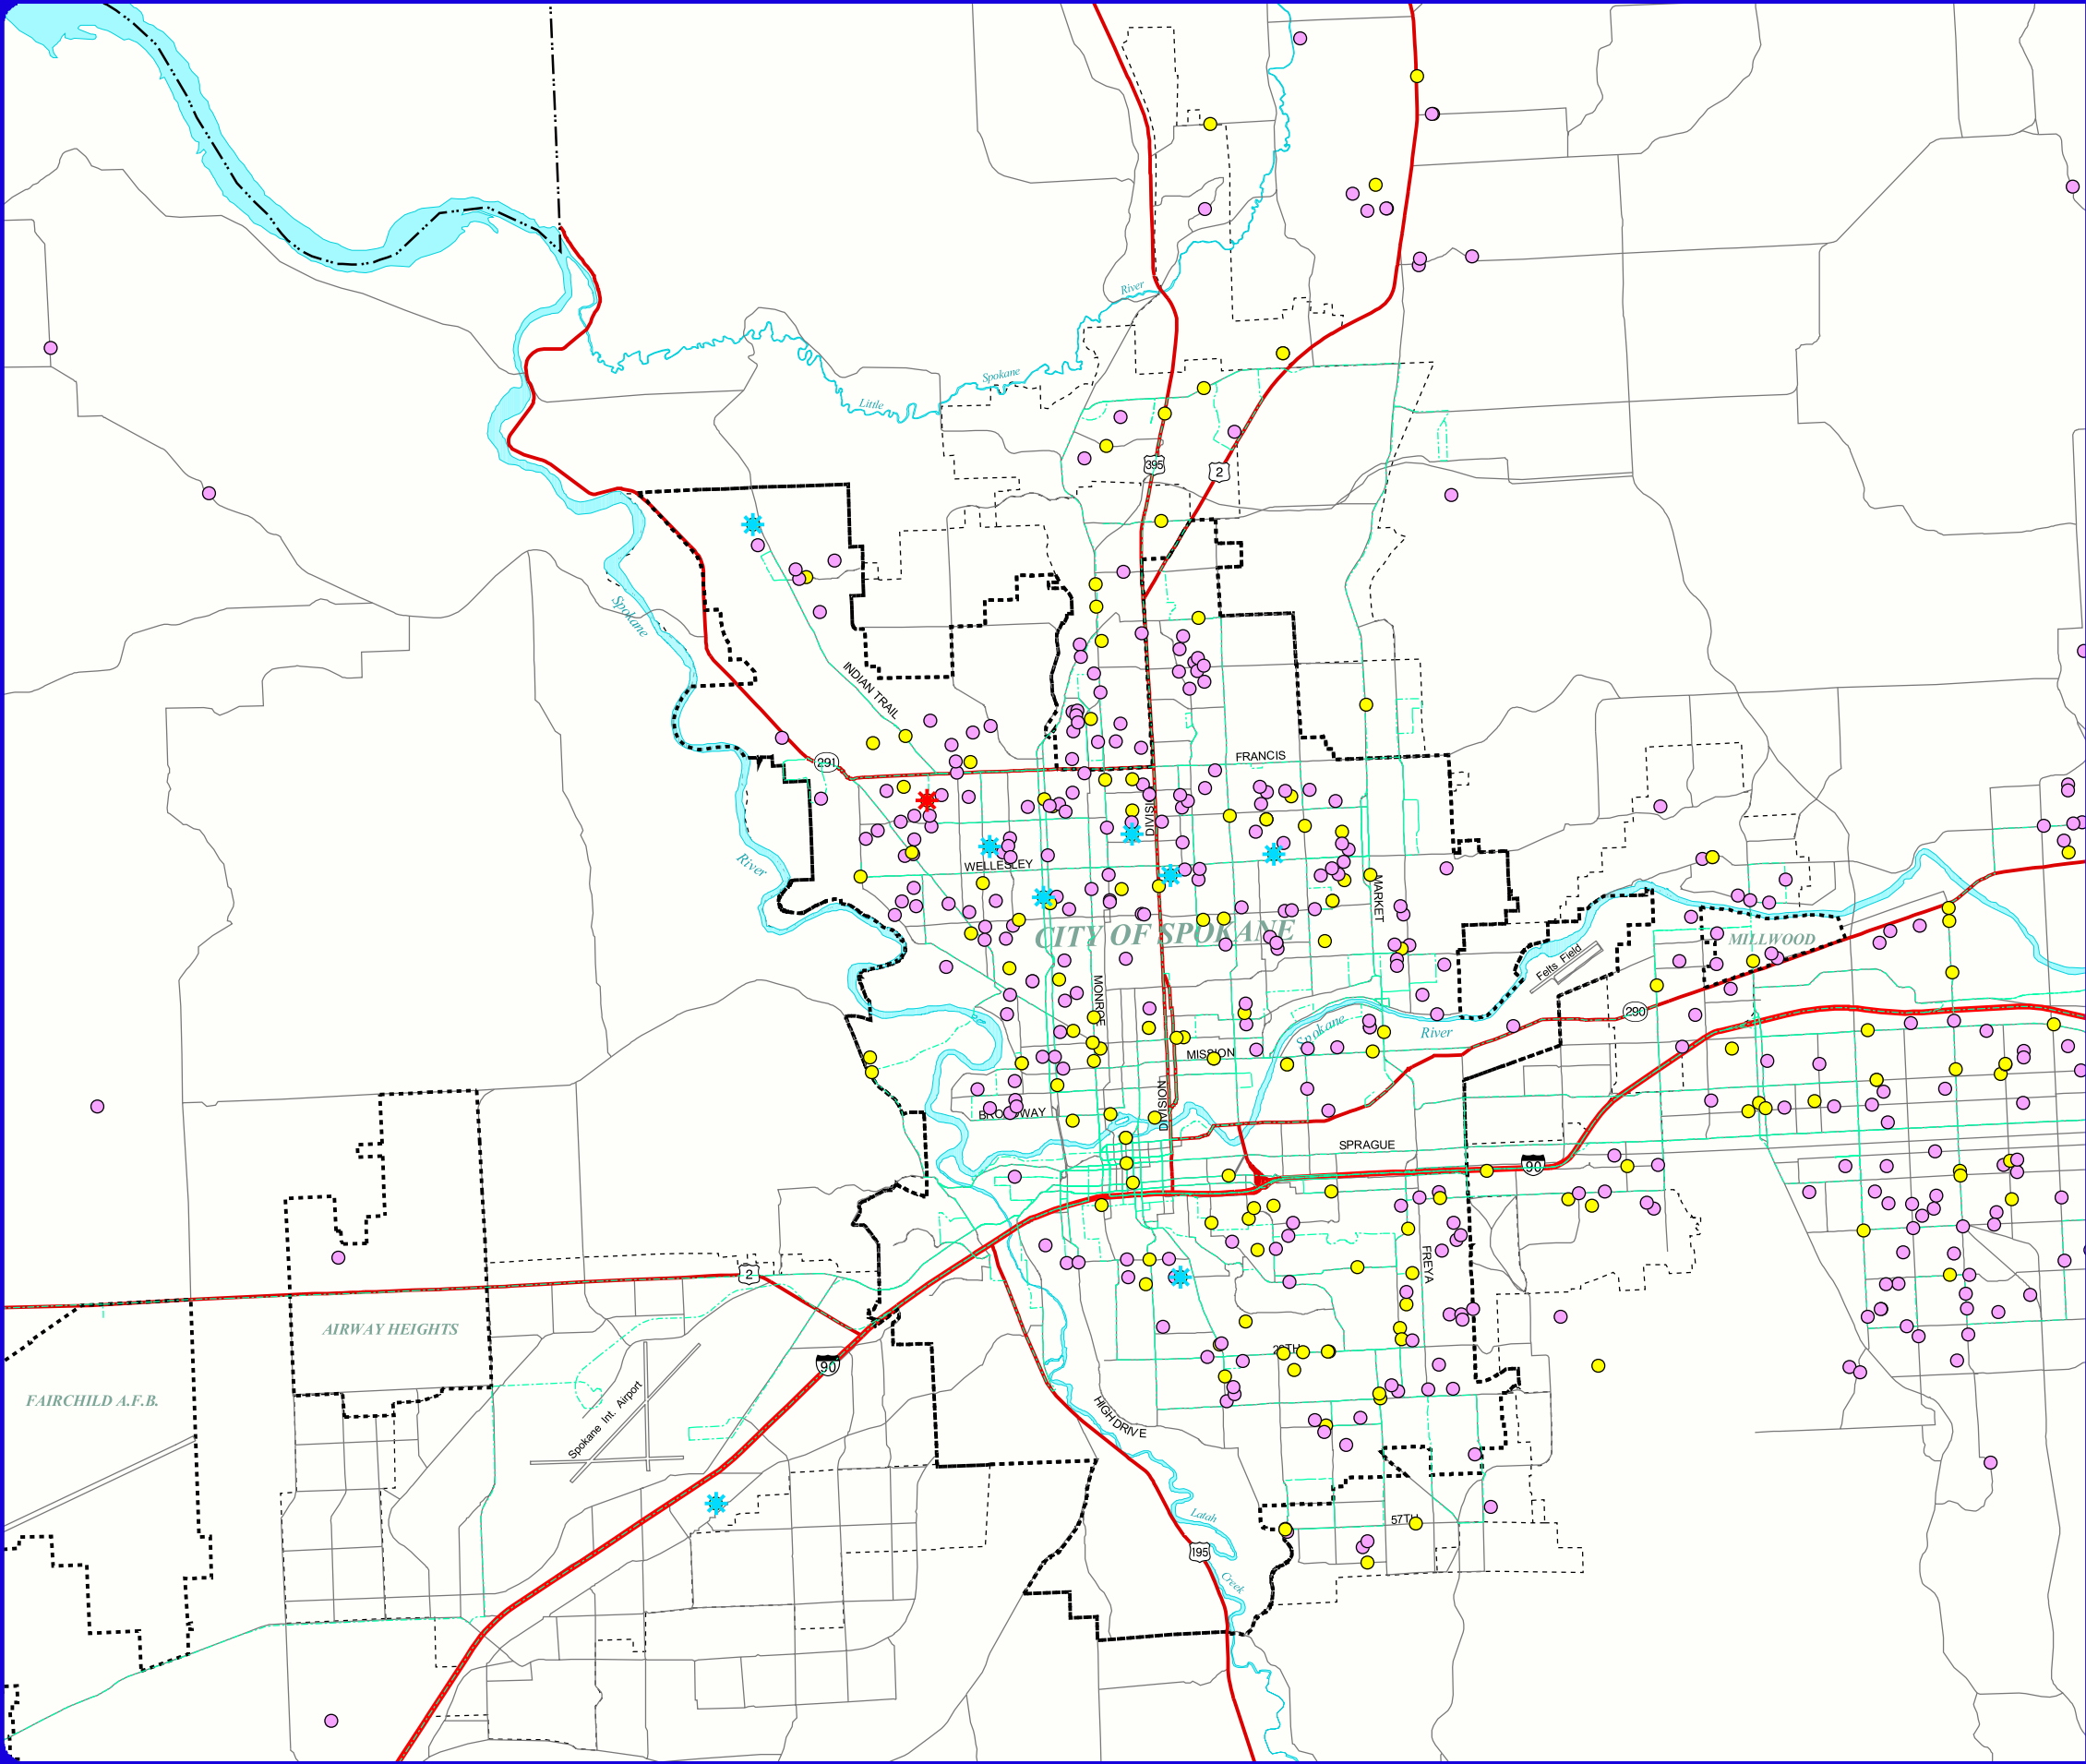 River
Spokane
Little
395
2
Spokane
INDIAN TRAIL
291
FRANCIS
DIVISION
River
WELLESLEY
MARKET
CITY OF SPOKANE
MILLWOOD
Felts Field
MONROE
290
Spokane
River
MISSION
DIVISION
BROADWAY
SPRAGUE
90
FREYA
2
AIRWAY HEIGHTS
90
29TH
FAIRCHILD A.F.B.
Spokane Int. Airport
HIGH DRIVE
Latah
57TH
195
Creek